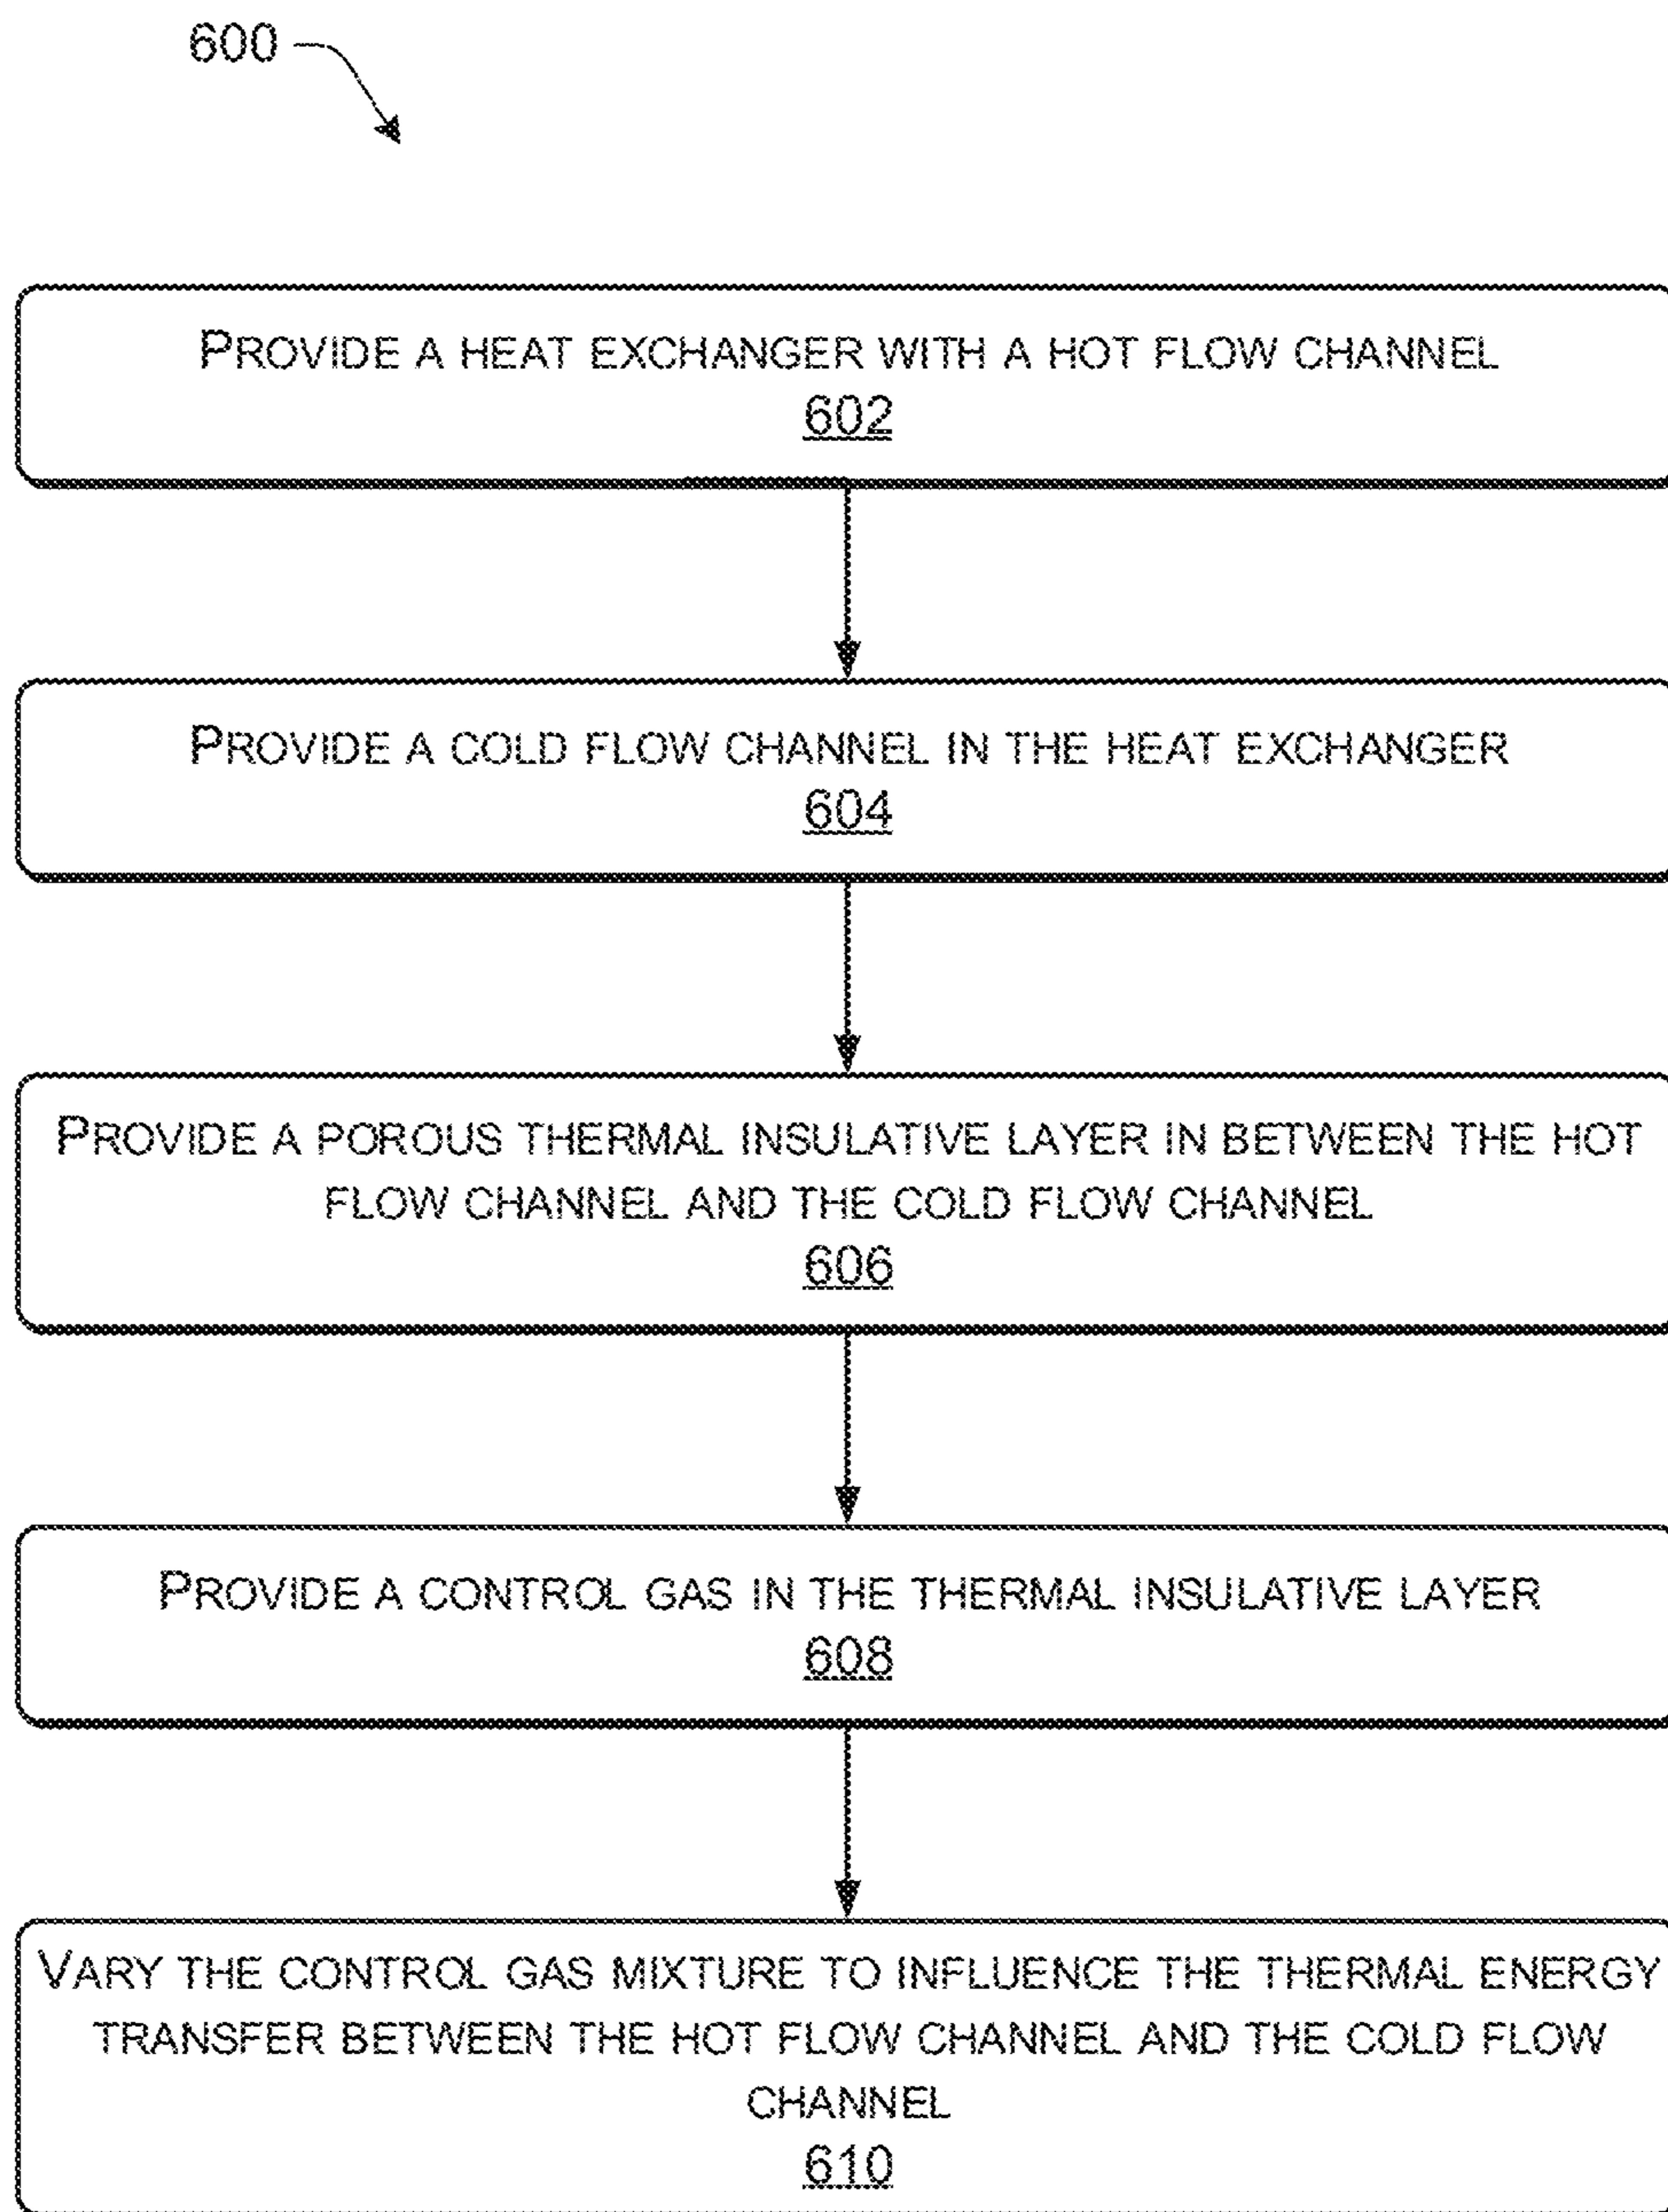 600
PROVIDE A HEAT EXCHANGER WITH A HOT FLOW CHANNEL
602
PROVIDE A COLD FLOW CHANNEL IN THE HEAT EXCHANGER
604
PROVIDE A POROUS THERMAL INSULATIVE LAYER IN BETWEEN THE HOT
FLOW CHANNEL AND THE COLD FLOW CHANNEL
606
PROVIDE A CONTROL GAS IN THE THERMAL INSULATIVE LAYER
608
VARY THE CONTROL GAS MIXTURE TO INFLUENCE THE THERMAL ENERGY
TRANSFER BETWEEN THE HOT FLOW CHANNEL AND THE COLD FLOW
CHANNEL
610